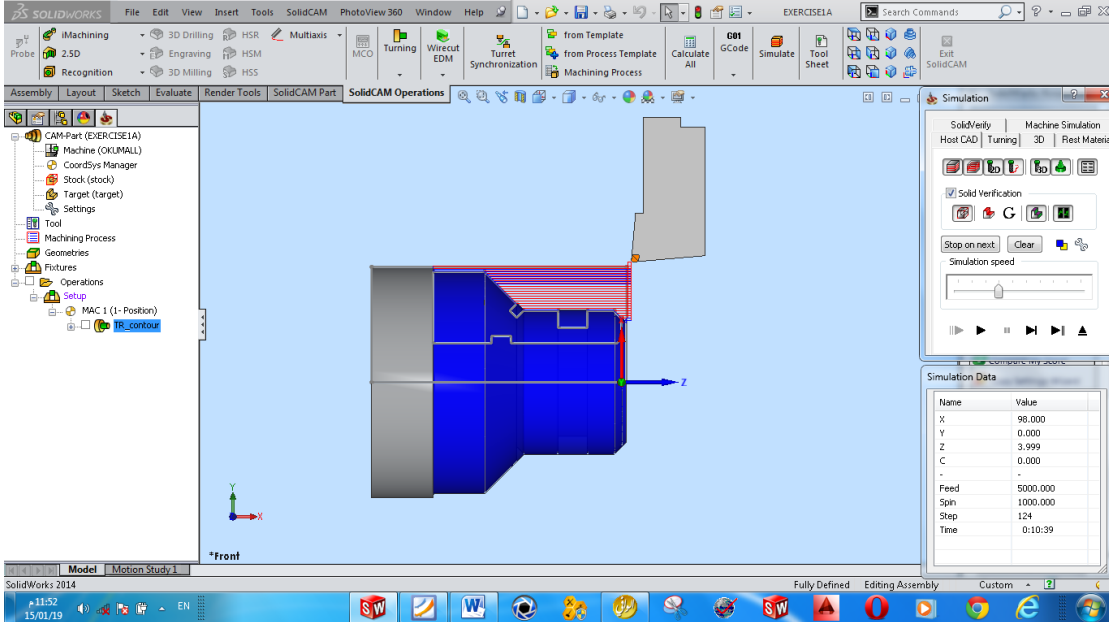 SOLIDWORKS File Edit View Insert Tools SolidCAM PhotoView 360 Window Help EXERCISE1A Search Commands
iMachining 3D Drilling HSR Multiaxis
Probe 2.5D Engraving HSM
Recognition 3D Milling HSS
MCO Turning Wirecut EDM Turret Synchronization
from Template
from Process Template
Machining Process
Calculate All G01 GCode Simulate Tool Sheet Exit SolidCAM
Assembly Layout Sketch Evaluate Render Tools SolidCAM Part SolidCAM Operations
CAM-Part (EXERCISE1A)
Machine (OKUMALL)
CoordSys Manager
Stock (stock)
Target (target)
Settings
Tool
Machining Process
Geometries
Fixtures
Operations
Setup
MAC 1 (1- Position)
TR_contour
Z
Y
X
*Front
Simulation
SolidVerify Machine Simulation
Host CAD Turning 3D Rest Materia
Solid Verification
Stop on next Clear
Simulation speed
Simulation Data
Name Value
X 98.000
Y 0.000
Z 3.999
C 0.000
- -
Feed 5000.000
Spin 1000.000
Step 124
Time 0:10:39
Model Motion Study 1
SolidWorks 2014 Fully Defined Editing Assembly Custom
11:52 م
15/01/19
EN